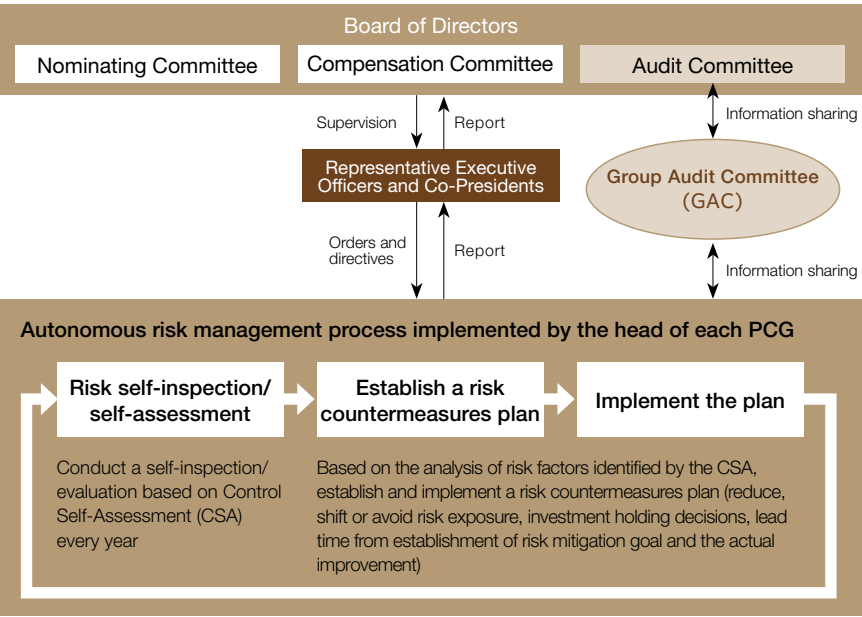 Board of Directors
Nominating Committee
Compensation Committee
Audit Committee
Supervision
Report
Information sharing
Representative Executive
Officers and Co-Presidents
Group Audit Committee
(GAC)
Orders and
directives
Report
Information sharing
Autonomous risk management process implemented by the head of each PCG
Risk self-inspection/
self-assessment
Establish a risk
countermeasures plan
Implement the plan
Conduct a self-inspection/
evaluation based on Control
Self-Assessment (CSA)
every year
Based on the analysis of risk factors identified by the CSA,
establish and implement a risk countermeasures plan (reduce,
shift or avoid risk exposure, investment holding decisions, lead
time from establishment of risk mitigation goal and the actual
improvement)